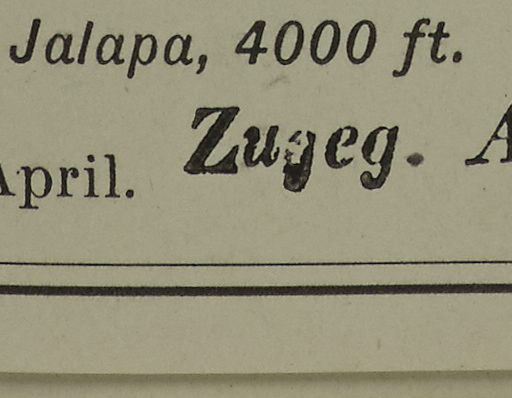 Jalapa, 4000 ft.
April. Zugeg. A